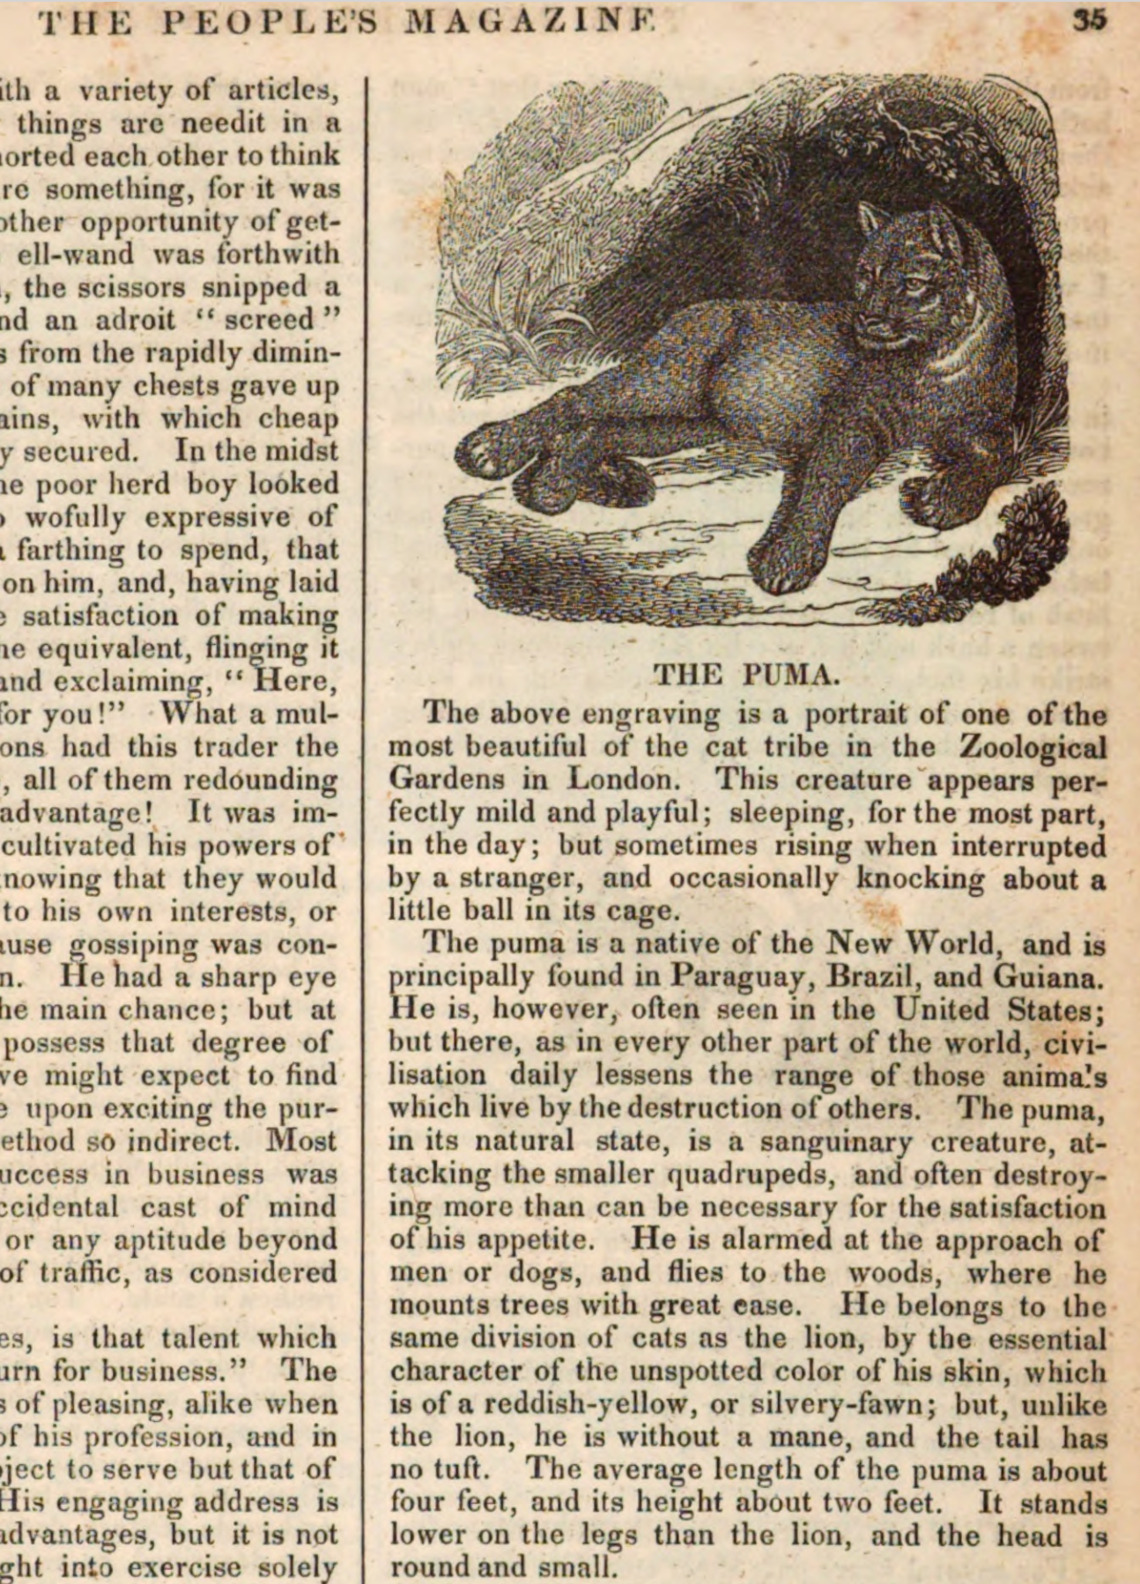 THE PEOPLE'S MAGAZINE
35
ith a variety of articles,
things are needit in a
orted each other to think
re something, for it was
other opportunity of get-
ell-wand was forthwith
, the scissors snipped a
nd an adroit “ screed ”
s from the rapidly dimin-
of many chests gave up
ains, with which cheap
y secured. In the midst
he poor herd boy looked
wofully expressive of
farthing to spend, that
on him, and, having laid
e satisfaction of making
he equivalent, flinging it
and exclaiming, “ Here,
for you!” What a mul-
ons had this trader the
, all of them redounding
advantage! It was im-
cultivated his powers of
nowing that they would
to his own interests, or
ause gossiping was con-
n. He had a sharp eye
he main chance; but at
possess that degree of
ve might expect to find
e upon exciting the pur-
ethod so indirect. Most
uccess in business was
ccidental cast of mind
or any aptitude beyond
of traffic, as considered
es, is that talent which
urn for business.” The
s of pleasing, alike when
of his profession, and in
ject to serve but that of
His engaging address is
advantages, but it is not
ght into exercise solely
THE PUMA.
The above engraving is a portrait of one of the
most beautiful of the cat tribe in the Zoological
Gardens in London. This creature appears per-
fectly mild and playful; sleeping, for the most part,
in the day; but sometimes rising when interrupted
by a stranger, and occasionally knocking about a
little ball in its cage.
The puma is a native of the New World, and is
principally found in Paraguay, Brazil, and Guiana.
He is, however, often seen in the United States;
but there, as in every other part of the world, civi-
lisation daily lessens the range of those animals
which live by the destruction of others. The puma,
in its natural state, is a sanguinary creature, at-
tacking the smaller quadrupeds, and often destroy-
ing more than can be necessary for the satisfaction
of his appetite. He is alarmed at the approach of
men or dogs, and flies to the woods, where he
mounts trees with great ease. He belongs to the
same division of cats as the lion, by the essential
character of the unspotted color of his skin, which
is of a reddish-yellow, or silvery-fawn; but, unlike
the lion, he is without a mane, and the tail has
no tuft. The average length of the puma is about
four feet, and its height about two feet. It stands
lower on the legs than the lion, and the head is
round and small.